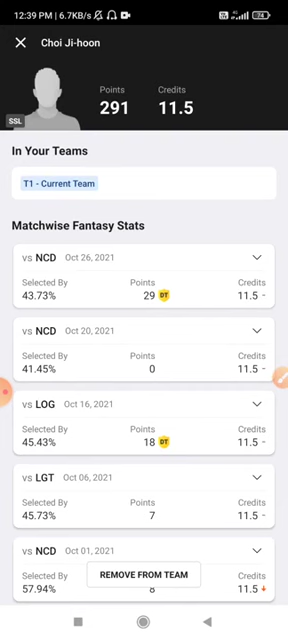 12:39 PM | 6.7KB/s
74
Choi Ji-hoon
Points
Credits
291
11.5
SSL
In Your Teams
T1 - Current Team
Matchwise Fantasy Stats
vs NCD Oct 26, 2021
Selected By Points Credits
43.73% 29 DT 11.5 -
vs NCD Oct 20, 2021
Selected By Points Credits
41.45% 0 11.5 -
vs LOG Oct 16, 2021
Selected By Points Credits
45.43% 18 DT 11.5 -
vs LGT Oct 06, 2021
Selected By Points Credits
45.73% 7 11.5 -
vs NCD Oct 01, 2021
Selected By Credits
REMOVE FROM TEAM
57.94% 11.5